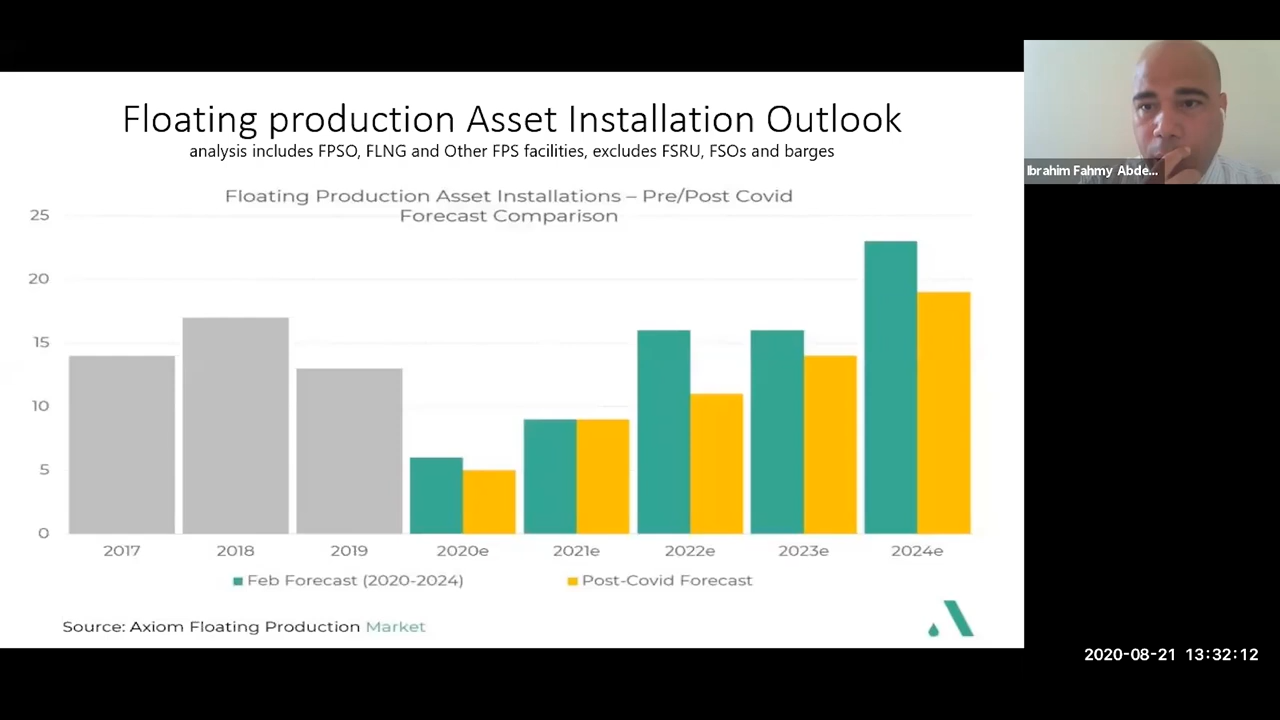 Floating production Asset Installation Outlook
analysis includes FPSO, FLNG and Other FPS facilities, excludes FSRU, FSOs and barges
Floating Production Asset Installations – Pre/Post Covid
Forecast Comparison
25
20
15
10
5
0
2017 2018 2019 2020e 2021e 2022e 2023e 2024e
Feb Forecast (2020-2024) Post-Covid Forecast
Source: Axiom Floating Production Market
Ibrahim Fahmy Abde...
2020-08-21 13:32:12